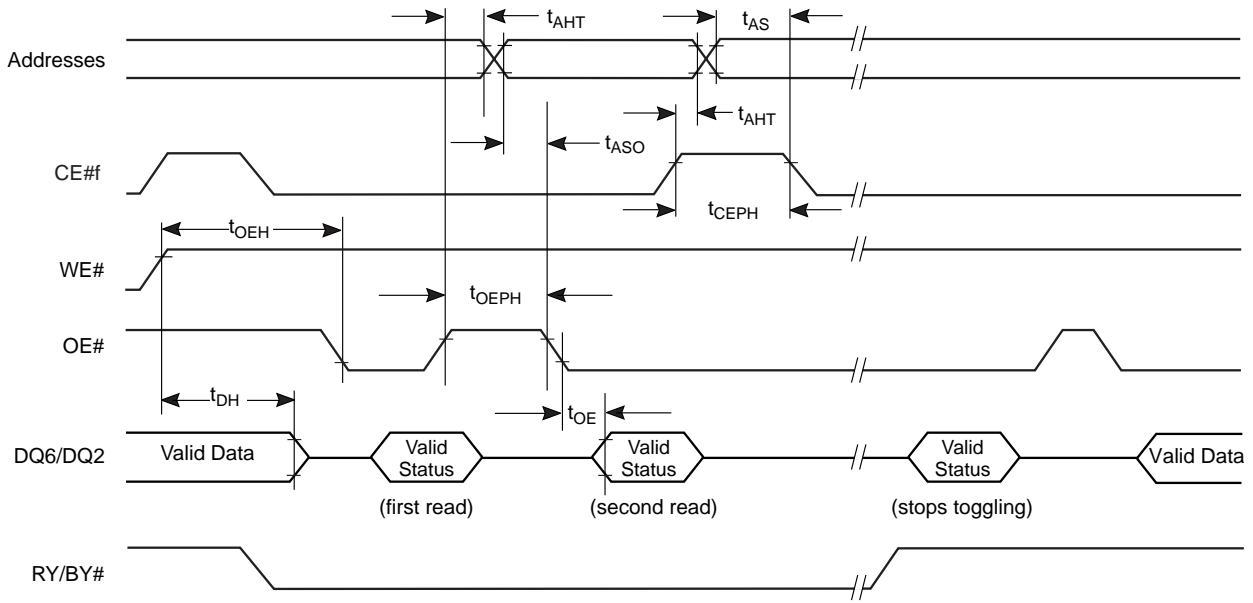 tAHT
tAS
Addresses
tAHT
tASO
CE#f
tCEPH
tOEH
WE#
tOEPH
OE#
tDH
tOE
DQ6/DQ2
Valid Data
Valid
Status
Valid
Status
Valid
Status
Valid Data
(first read)
(second read)
(stops toggling)
RY/BY#